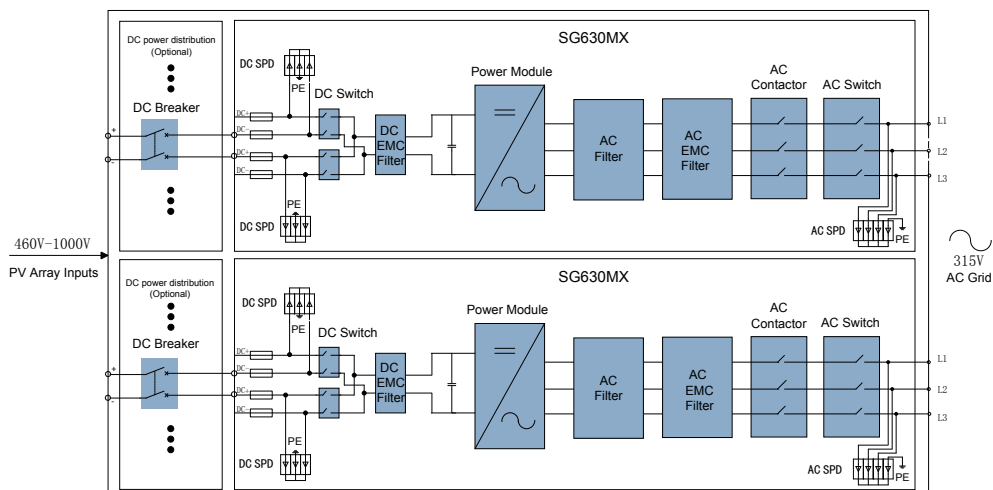 DC power distribution
(Optional)
DC Breaker
+
-
SG630MX
DC SPD
PE
DC Switch
DC+
DC-
DC+
DC-
DC
EMC
Filter
PE
DC SPD
Power Module
AC
Filter
AC
EMC
Filter
AC
Contactor
AC Switch
L1
L2
L3
AC SPD
PE
460V-1000V
PV Array Inputs
315V
AC Grid
DC power distribution
(Optional)
DC Breaker
+
-
SG630MX
DC SPD
PE
DC Switch
DC+
DC-
DC+
DC-
DC
EMC
Filter
PE
DC SPD
Power Module
AC
Filter
AC
EMC
Filter
AC
Contactor
AC Switch
L1
L2
L3
AC SPD
PE